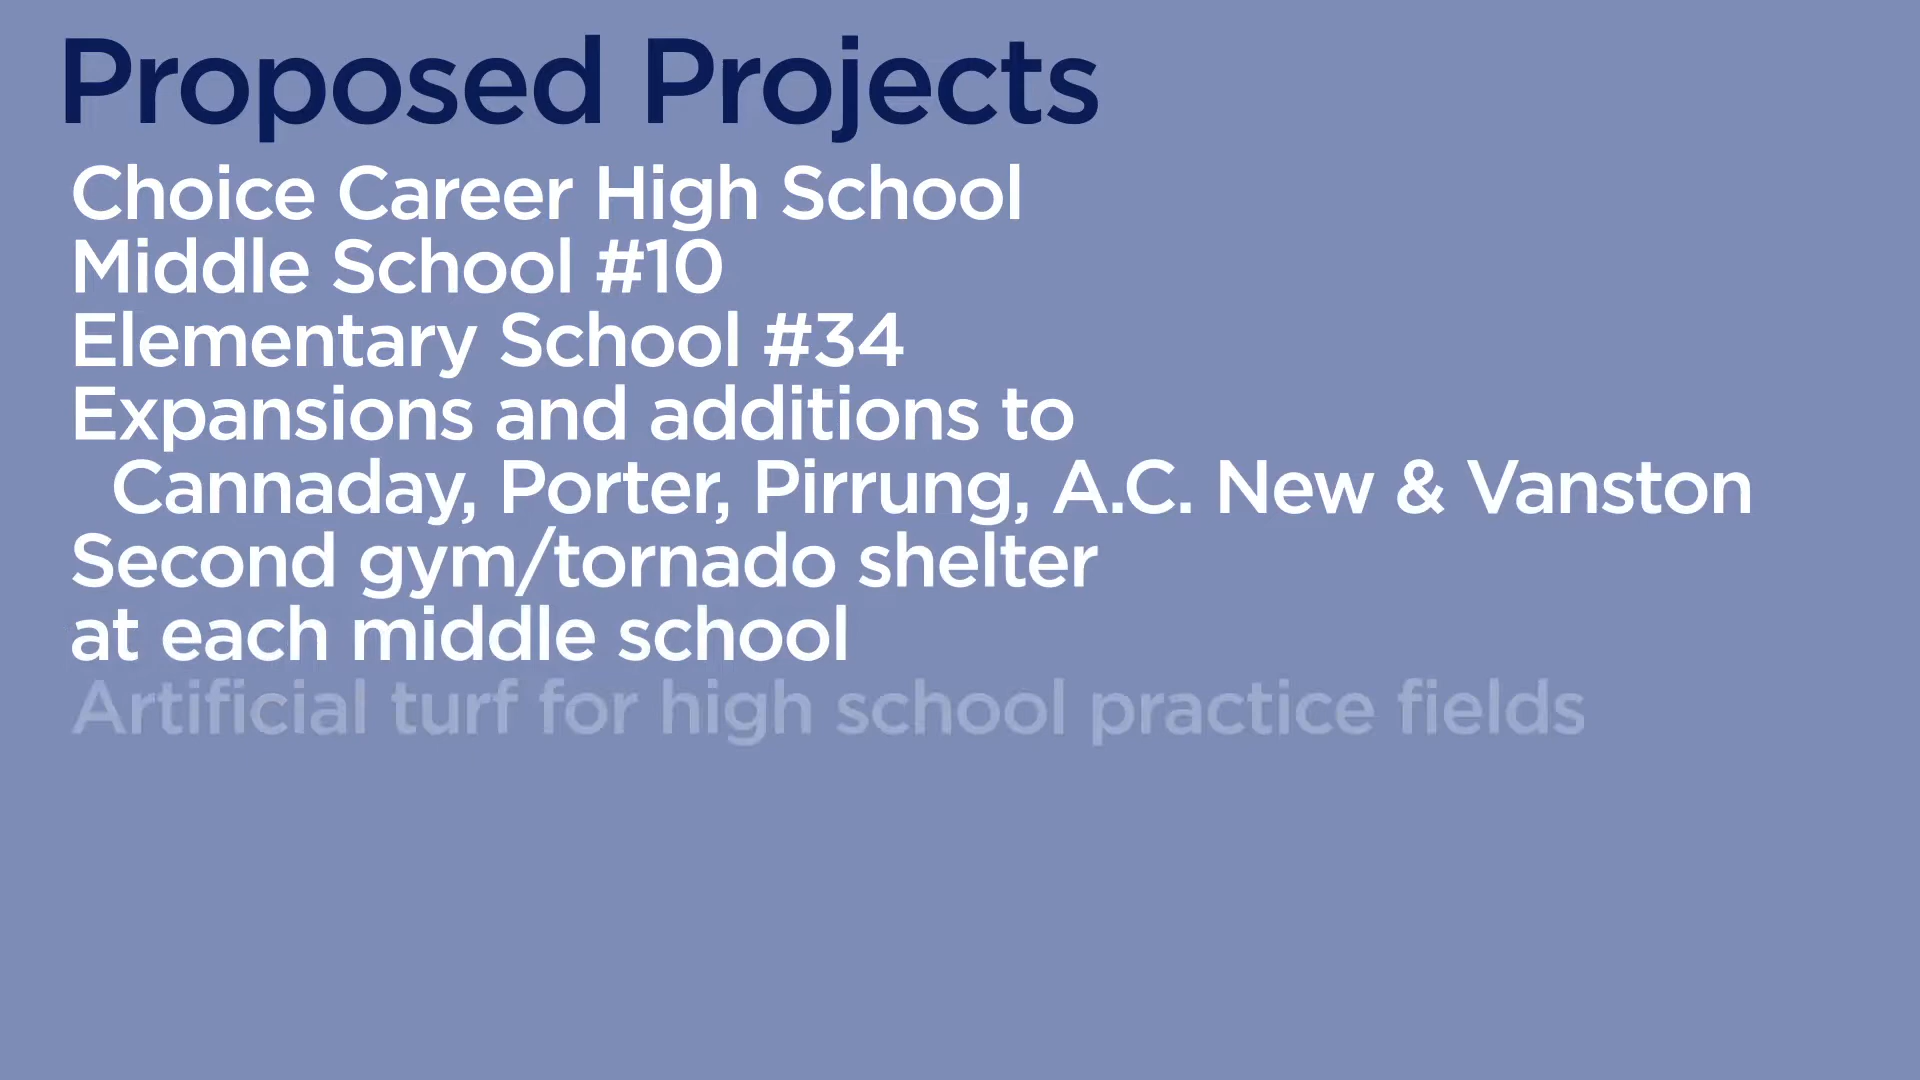 Proposed Projects
Choice Career High School
Middle School #10
Elementary School #34
Expansions and additions to
Cannaday, Porter, Pirrung, A.C. New & Vanston
Second gym/tornado shelter
at each middle school
Artificial turf for high school practice fields